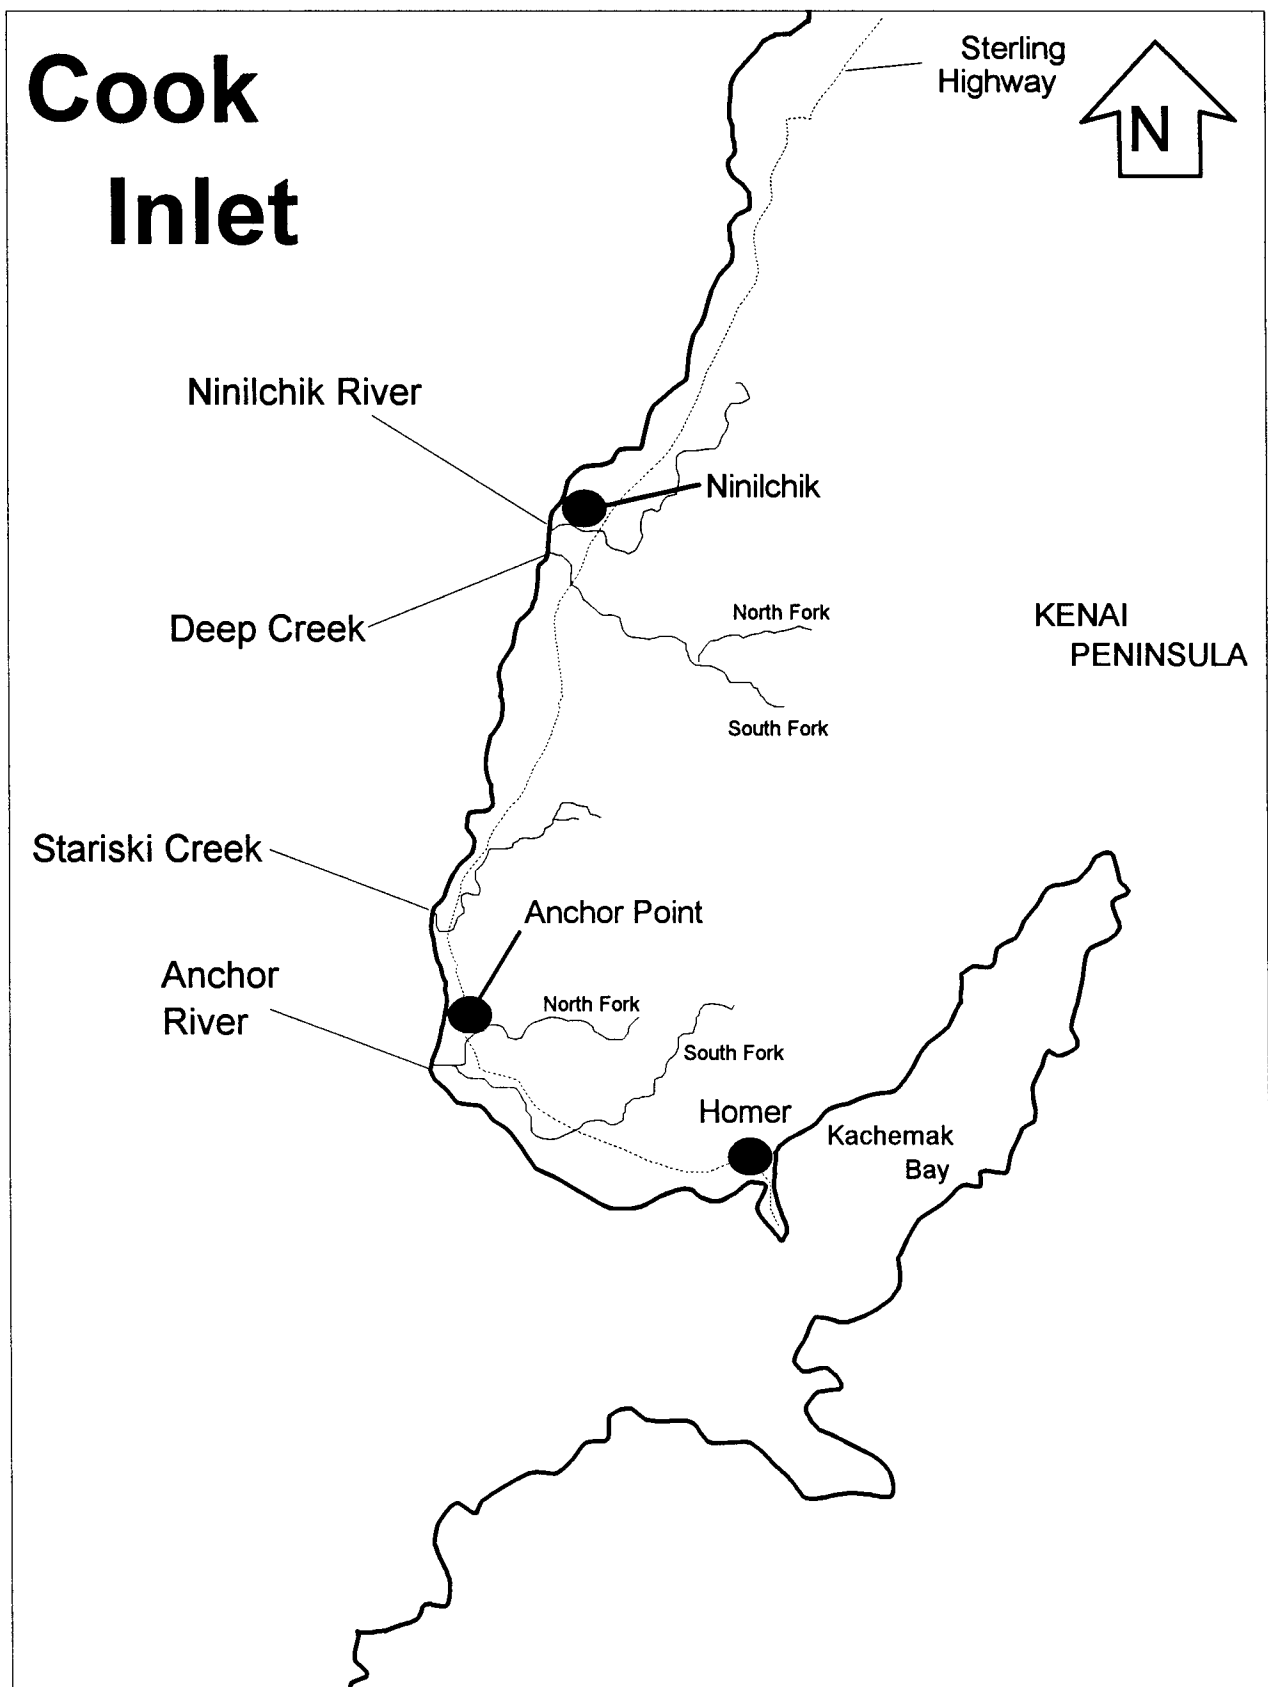 Cook
Inlet
Sterling
Highway
N
Ninilchik River
Ninilchik
Deep Creek
North Fork
KENAI
PENINSULA
South Fork
Stariski Creek
Anchor Point
Anchor
River
North Fork
South Fork
Homer
Kachemak
Bay